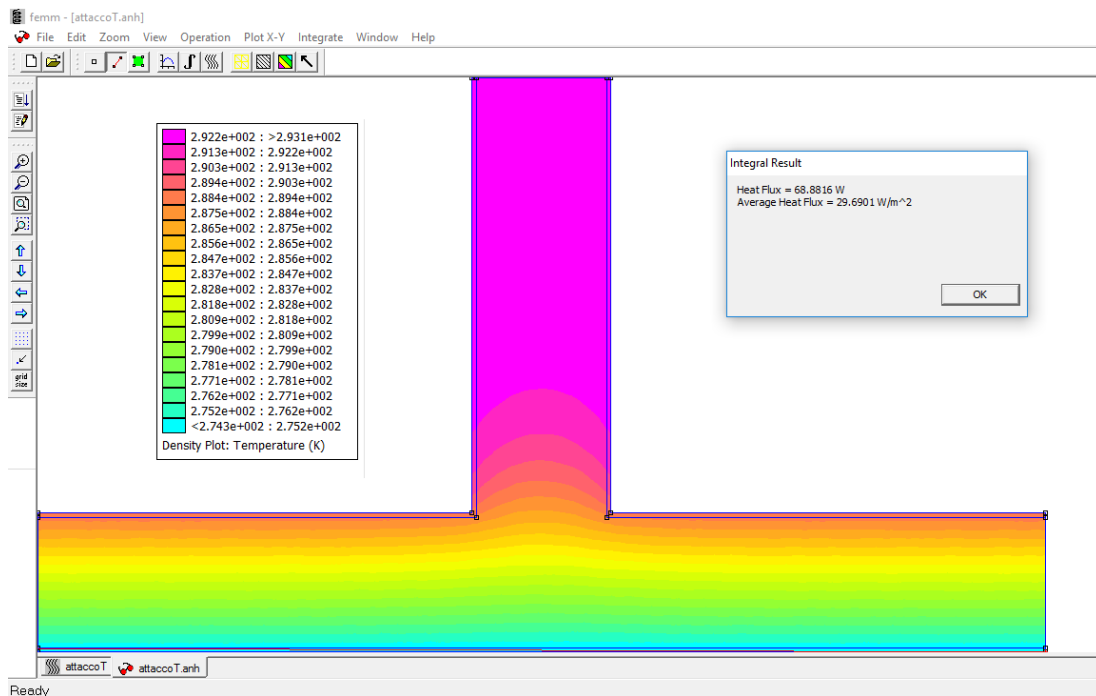 femm - [attaccoT.anh]
File Edit Zoom View Operation Plot X-Y Integrate Window Help
2.922e+002 : >2.931e+002
2.913e+002 : 2.922e+002
2.903e+002 : 2.913e+002
2.894e+002 : 2.903e+002
2.884e+002 : 2.894e+002
2.875e+002 : 2.884e+002
2.865e+002 : 2.875e+002
2.856e+002 : 2.865e+002
2.847e+002 : 2.856e+002
2.837e+002 : 2.847e+002
2.828e+002 : 2.837e+002
2.818e+002 : 2.828e+002
2.809e+002 : 2.818e+002
2.799e+002 : 2.809e+002
2.790e+002 : 2.799e+002
2.781e+002 : 2.790e+002
2.771e+002 : 2.781e+002
2.762e+002 : 2.771e+002
2.752e+002 : 2.762e+002
<2.743e+002 : 2.752e+002
Density Plot: Temperature (K)
Integral Result
Heat Flux = 68.8816 W
Average Heat Flux = 29.6901 W/m^2
OK
grid
size
attaccoT attaccoT.anh
Ready